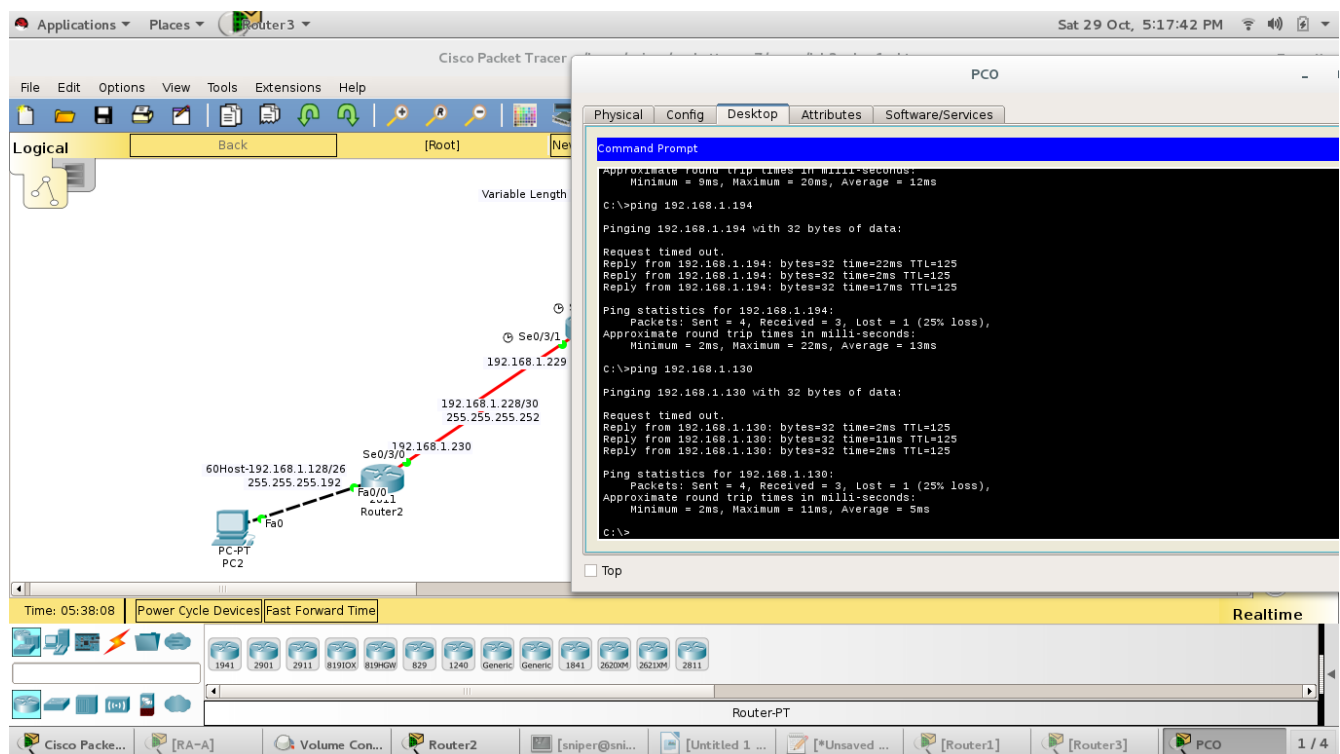 Applications Places Router3 Sat 29 Oct, 5:17:42 PM
Cisco Packet Tracer
File Edit Options View Tools Extensions Help
Logical Back [Root] New
Variable Length
Se0/3/1
192.168.1.229
192.168.1.228/30
255.255.255.252
192.168.1.230
Se0/3/0
60Host-192.168.1.128/26
255.255.255.192
Fa0/0
2811
Router2
Fa0
PC-PT
PC2
PC0
Physical Config Desktop Attributes Software/Services
Command Prompt
Approximate round trip times in milli-seconds:
Minimum = 9ms, Maximum = 20ms, Average = 12ms
C:\>ping 192.168.1.194
Pinging 192.168.1.194 with 32 bytes of data:
Request timed out.
Reply from 192.168.1.194: bytes=32 time=22ms TTL=125
Reply from 192.168.1.194: bytes=32 time=2ms TTL=125
Reply from 192.168.1.194: bytes=32 time=17ms TTL=125
Ping statistics for 192.168.1.194:
Packets: Sent = 4, Received = 3, Lost = 1 (25% loss),
Approximate round trip times in milli-seconds:
Minimum = 2ms, Maximum = 22ms, Average = 13ms
C:\>ping 192.168.1.130
Pinging 192.168.1.130 with 32 bytes of data:
Request timed out.
Reply from 192.168.1.130: bytes=32 time=2ms TTL=125
Reply from 192.168.1.130: bytes=32 time=11ms TTL=125
Reply from 192.168.1.130: bytes=32 time=2ms TTL=125
Ping statistics for 192.168.1.130:
Packets: Sent = 4, Received = 3, Lost = 1 (25% loss),
Approximate round trip times in milli-seconds:
Minimum = 2ms, Maximum = 11ms, Average = 5ms
C:\>
Top
Time: 05:38:08 Power Cycle Devices Fast Forward Time Realtime
1941 2901 2911 819IOX 819HGW 829 1240 Generic Generic 1841 2620XM 2621XM 2811
Router-PT
Cisco Packe... [RA-A] Volume Con... Router2 [sniper@sni... [Untitled 1 ... [*Unsaved ... [Router1] [Router3] PC0 1 / 4